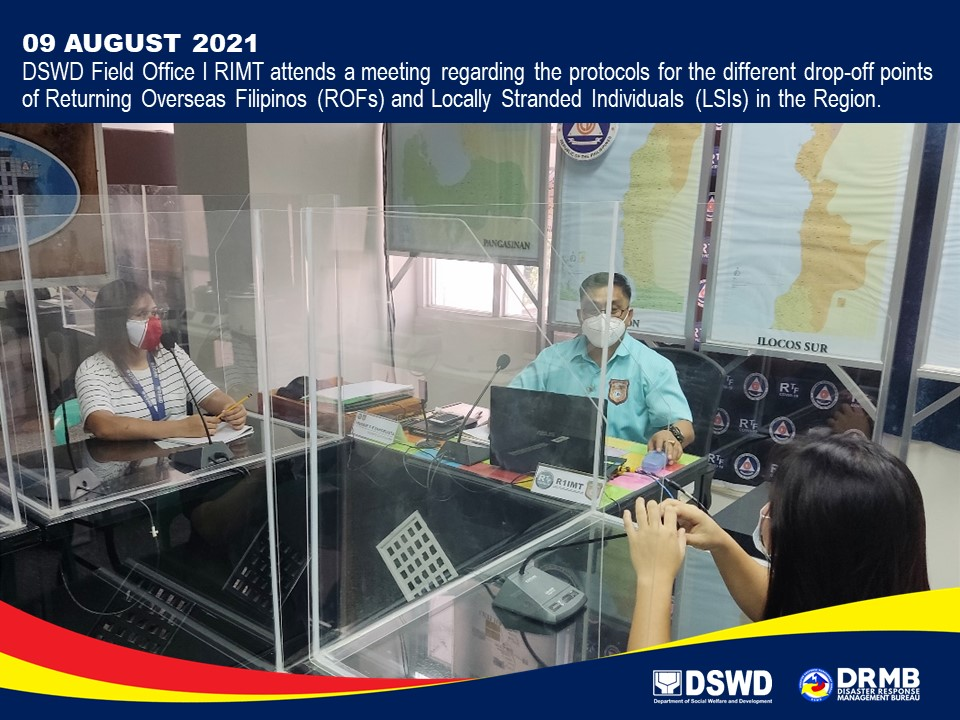 09 AUGUST 2021
DSWD Field Office I RIMT attends a meeting regarding the protocols for the different drop-off points
of Returning Overseas Filipinos (ROFs) and Locally Stranded Individuals (LSIs) in the Region.
PANGASINAN
ILOCOS SUR
RTF
R1IMT
DSWD
Department of Social Welfare and Development
DRMB
DISASTER RESPONSE
MANAGEMENT BUREAU